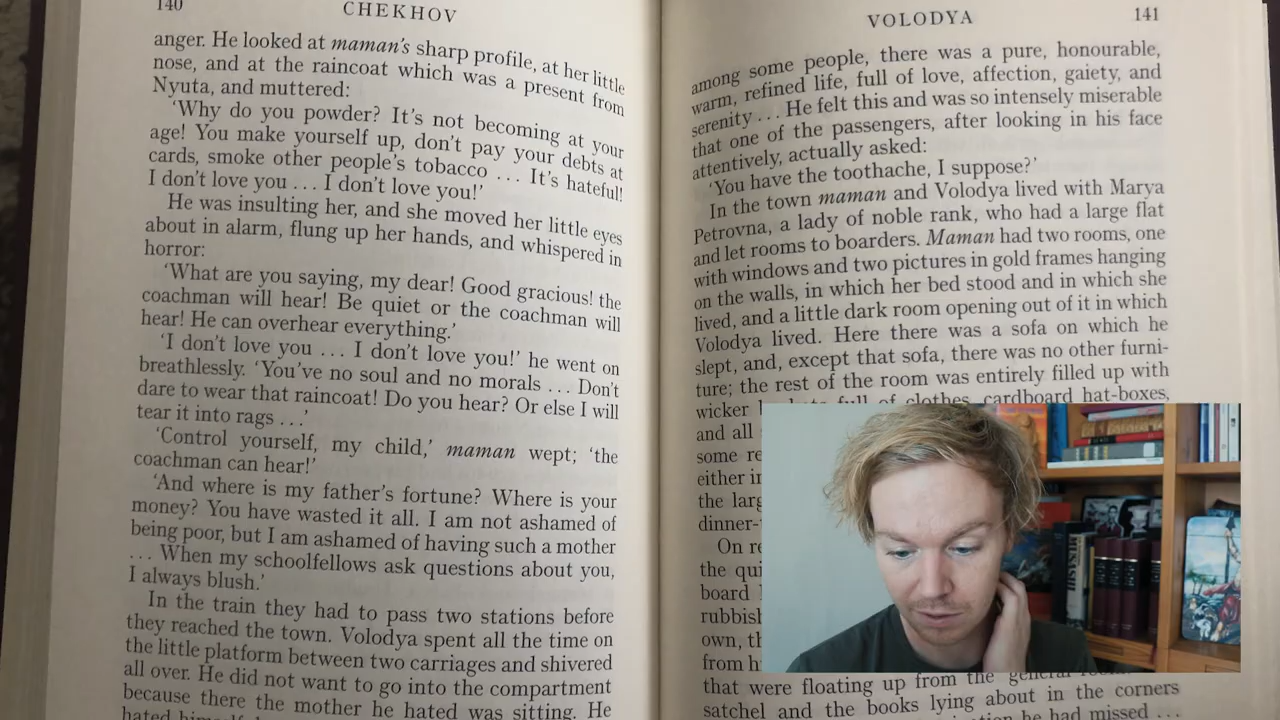 140
CHEKHOV
anger. He looked at maman's sharp profile, at her little
nose, and at the raincoat which was a present from
Nyuta, and muttered:
'Why do you powder? It's not becoming at your
age! You make yourself up, don't pay your debts at
cards, smoke other people's tobacco ... It's hateful!
I don't love you ... I don't love you!'
He was insulting her, and she moved her little eyes
about in alarm, flung up her hands, and whispered in
horror:
'What are you saying, my dear! Good gracious! the
coachman will hear! Be quiet or the coachman will
hear! He can overhear everything.'
'I don't love you ... I don't love you!' he went on
breathlessly. 'You've no soul and no morals ... Don't
dare to wear that raincoat! Do you hear? Or else I will
tear it into rags ...'
'Control yourself, my child,' maman wept; 'the
coachman can hear!'
'And where is my father's fortune? Where is your
money? You have wasted it all. I am not ashamed of
being poor, but I am ashamed of having such a mother
... When my schoolfellows ask questions about you,
I always blush.'
In the train they had to pass two stations before
they reached the town. Volodya spent all the time on
the little platform between two carriages and shivered
all over. He did not want to go into the compartment
because there the mother he hated was sitting. He
hated
VOLODYA
141
among some people, there was a pure, honourable,
warm, refined life, full of love, affection, gaiety, and
serenity ... He felt this and was so intensely miserable
that one of the passengers, after looking in his face
attentively, actually asked:
'You have the toothache, I suppose?'
In the town maman and Volodya lived with Marya
Petrovna, a lady of noble rank, who had a large flat
and let rooms to boarders. Maman had two rooms, one
with windows and two pictures in gold frames hanging
on the walls, in which her bed stood and in which she
lived, and a little dark room opening out of it in which
Volodya lived. Here there was a sofa on which he
slept, and, except that sofa, there was no other furni-
ture; the rest of the room was entirely filled up with
wicker full of clothes, cardboard hat-boxes,
and all
some
either
the
On
the
board
rubbish
own,
from
that were floating up from the general
satchel and the books lying about in the corners
he had missed ...